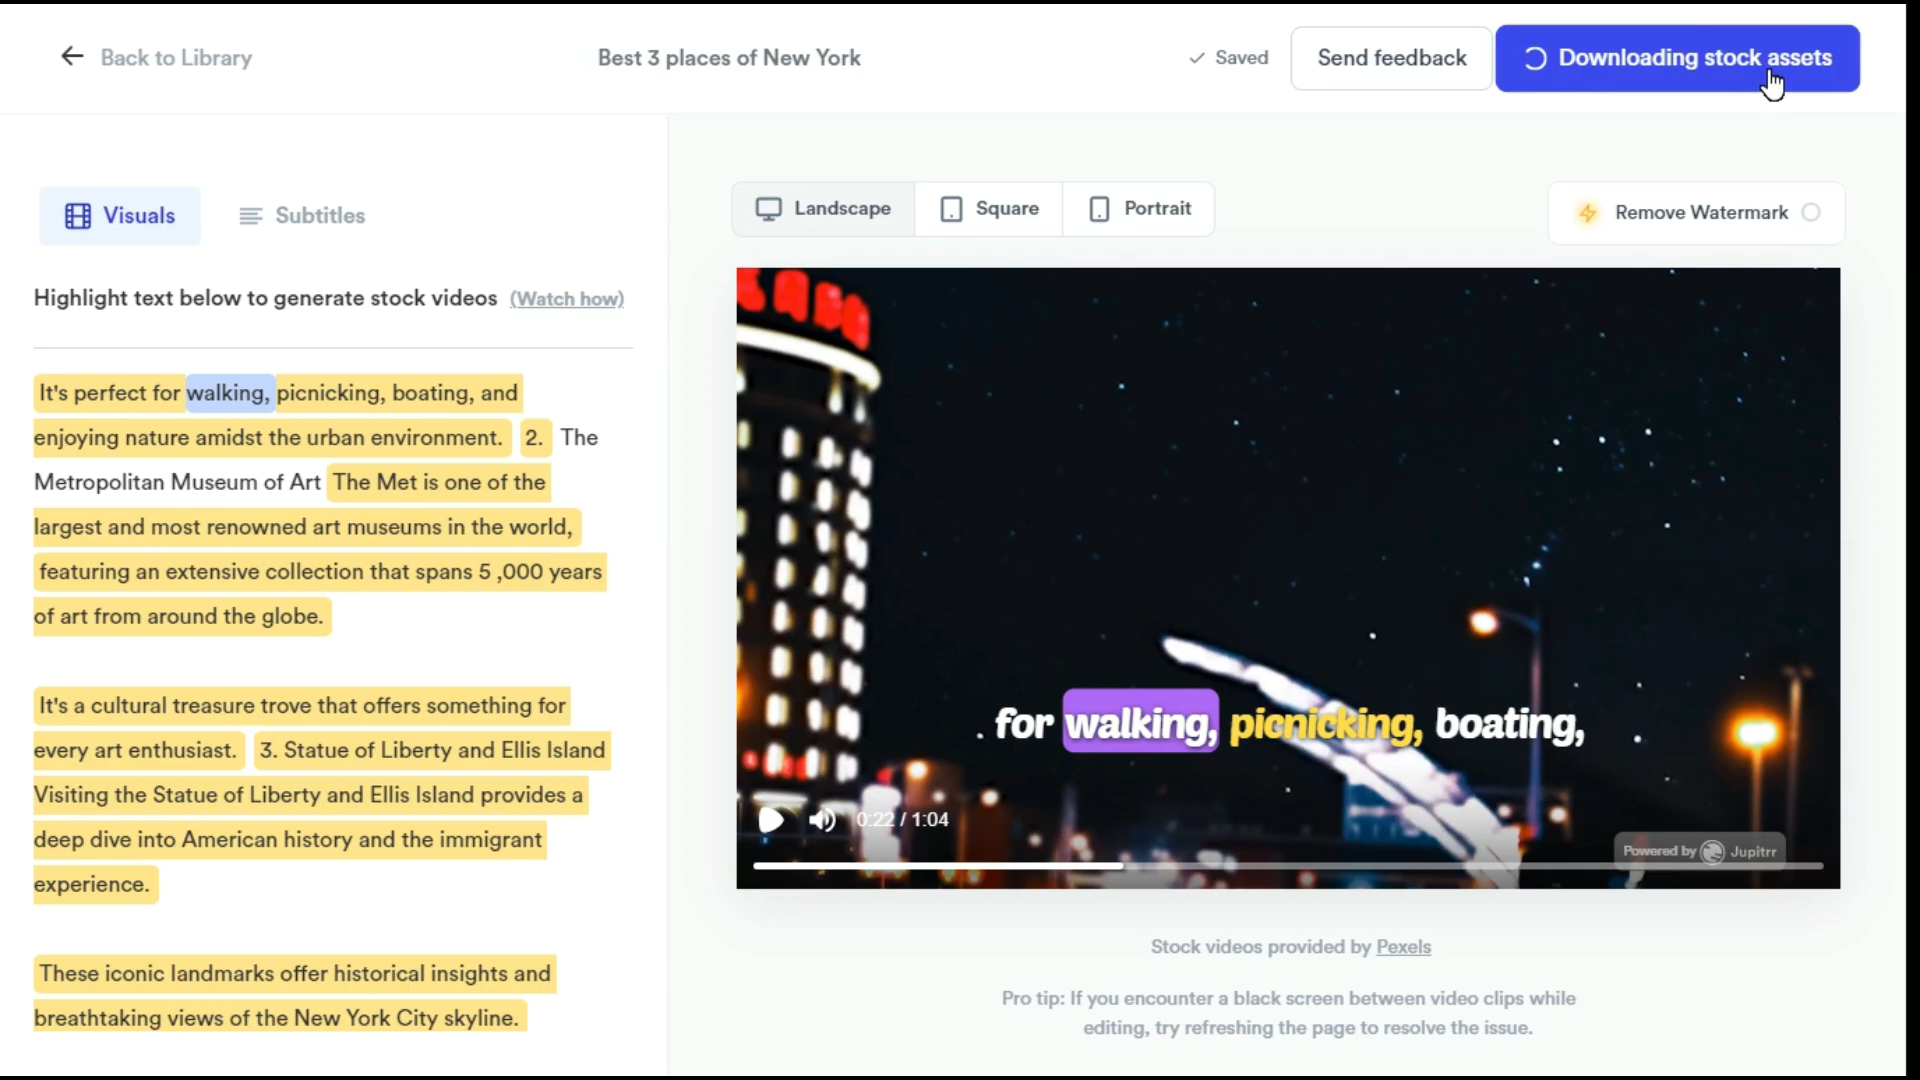 Back to Library
Best 3 places of New York
Saved
Send feedback
Downloading stock assets
Visuals
Subtitles
Highlight text below to generate stock videos (Watch how)
It's perfect for walking, picnicking, boating, and
enjoying nature amidst the urban environment. 2. The
Metropolitan Museum of Art The Met is one of the
largest and most renowned art museums in the world,
featuring an extensive collection that spans 5 ,000 years
of art from around the globe.
It's a cultural treasure trove that offers something for
every art enthusiast. 3. Statue of Liberty and Ellis Island
Visiting the Statue of Liberty and Ellis Island provides a
deep dive into American history and the immigrant
experience.
These iconic landmarks offer historical insights and
breathtaking views of the New York City skyline.
Landscape
Square
Portrait
Remove Watermark
. for walking, picnicking, boating, .
0:22 / 1:04
Powered by Jupitrr
Stock videos provided by Pexels
Pro tip: If you encounter a black screen between video clips while
editing, try refreshing the page to resolve the issue.